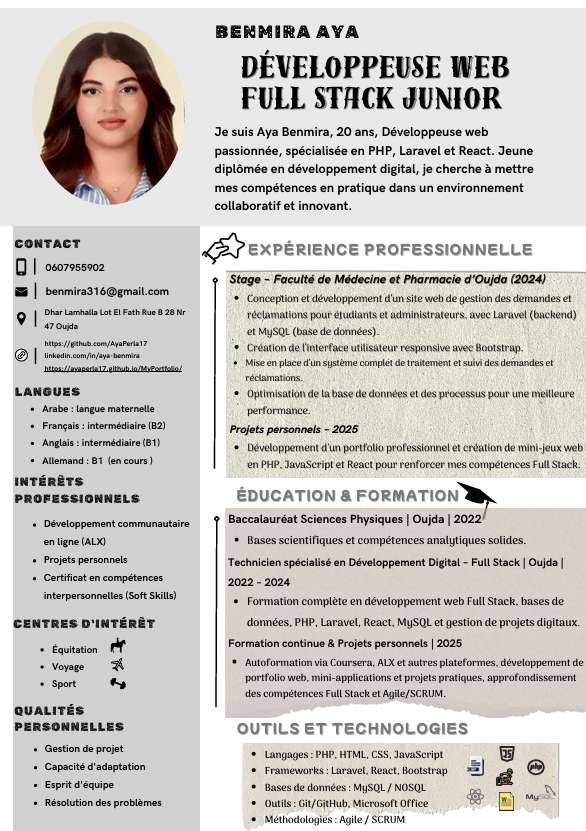 BENMIRA AYA
DÉVELOPPEUSE WEB
FULL STACK JUNIOR
Je suis Aya Benmira, 20 ans, Développeuse web
passionnée, spécialisée en PHP, Laravel et React. Jeune
diplômée en développement digital, je cherche à mettre
mes compétences en pratique dans un environnement
collaboratif et innovant.
CONTACT
0607955902
benmira316@gmail.com
Dhar Lamhalla Lot El Fath Rue B 28 Nr
47 Oujda
https://github.com/AyaPerla17
linkedin.com/in/aya-benmira
https://ayaperla17.github.io/MyPortfolio/
LANGUES
• Arabe : langue maternelle
• Français : intermédiaire (B2)
• Anglais : intermédiaire (B1)
• Allemand : B1 (en cours )
INTÉRÊTS
PROFESSIONNELS
• Développement communautaire
en ligne (ALX)
• Projets personnels
• Certificat en compétences
interpersonnelles (Soft Skills)
CENTRES D'INTÉRÊT
• Équitation
• Voyage
• Sport
QUALITÉS
PERSONNELLES
• Gestion de projet
• Capacité d'adaptation
• Esprit d'équipe
• Résolution des problèmes
EXPÉRIENCE PROFESSIONNELLE
Stage – Faculté de Médecine et Pharmacie d'Oujda (2024)
• Conception et développement d'un site web de gestion des demandes et
réclamations pour étudiants et administrateurs, avec Laravel (backend)
et MySQL (base de données).
• Création de l'interface utilisateur responsive avec Bootstrap.
• Mise en place d'un système complet de traitement et suivi des demandes et
réclamations.
• Optimisation de la base de données et des processus pour une meilleure
performance.
Projets personnels – 2025
• Développement d'un portfolio professionnel et création de mini-jeux web
en PHP, JavaScript et React pour renforcer mes compétences Full Stack.
ÉDUCATION & FORMATION
Baccalauréat Sciences Physiques | Oujda | 2022
• Bases scientifiques et compétences analytiques solides.
Technicien spécialisé en Développement Digital – Full Stack | Oujda |
2022 – 2024
• Formation complète en développement web Full Stack, bases de
données, PHP, Laravel, React, MySQL et gestion de projets digitaux.
Formation continue & Projets personnels | 2025
• Autoformation via Coursera, ALX et autres plateformes, développement de
portfolio web, mini-applications et projets pratiques, approfondissement
des compétences Full Stack et Agile/SCRUM.
OUTILS ET TECHNOLOGIES
• Langages : PHP, HTML, CSS, JavaScript
• Frameworks : Laravel, React, Bootstrap
• Bases de données : MySQL / NOSQL
• Outils : Git/GitHub, Microsoft Office
• Méthodologies : Agile / SCRUM
JS
php
MySQL